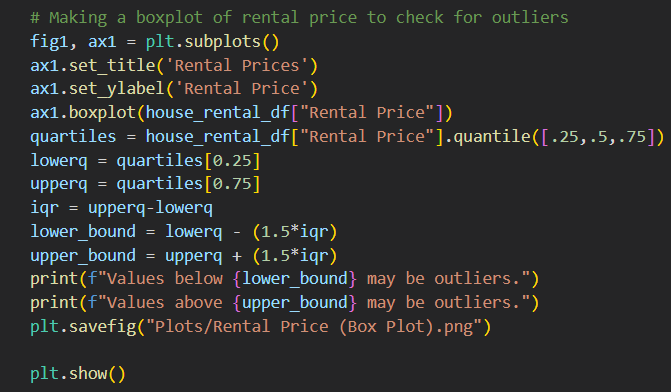 # Making a boxplot of rental price to check for outliers
fig1, ax1 = plt.subplots()
ax1.set_title('Rental Prices')
ax1.set_ylabel('Rental Price')
ax1.boxplot(house_rental_df["Rental Price"])
quartiles = house_rental_df["Rental Price"].quantile([.25,.5,.75])
lowerq = quartiles[0.25]
upperq = quartiles[0.75]
iqr = upperq-lowerq
lower_bound = lowerq - (1.5*iqr)
upper_bound = upperq + (1.5*iqr)
print(f"Values below {lower_bound} may be outliers.")
print(f"Values above {upper_bound} may be outliers.")
plt.savefig("Plots/Rental Price (Box Plot).png")
plt.show()